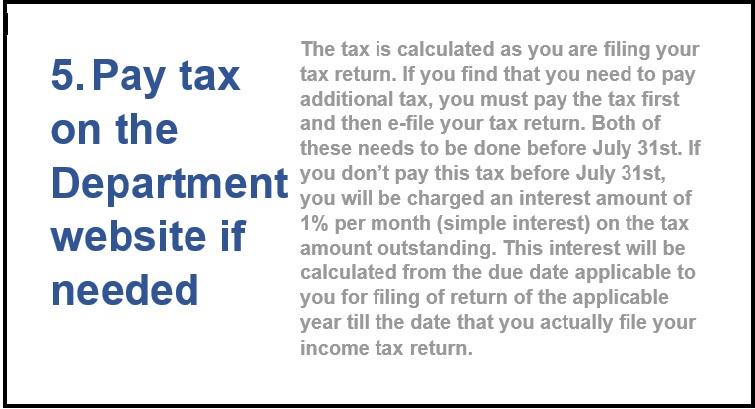 5. Pay tax
on the
Department
website if
needed
The tax is calculated as you are filing your
tax return. If you find that you need to pay
additional tax, you must pay the tax first
and then e-file your tax return. Both of
these needs to be done before July 31st. If
you don’t pay this tax before July 31st,
you will be charged an interest amount of
1% per month (simple interest) on the tax
amount outstanding. This interest will be
calculated from the due date applicable to
you for filing of return of the applicable
year till the date that you actually file your
income tax return.